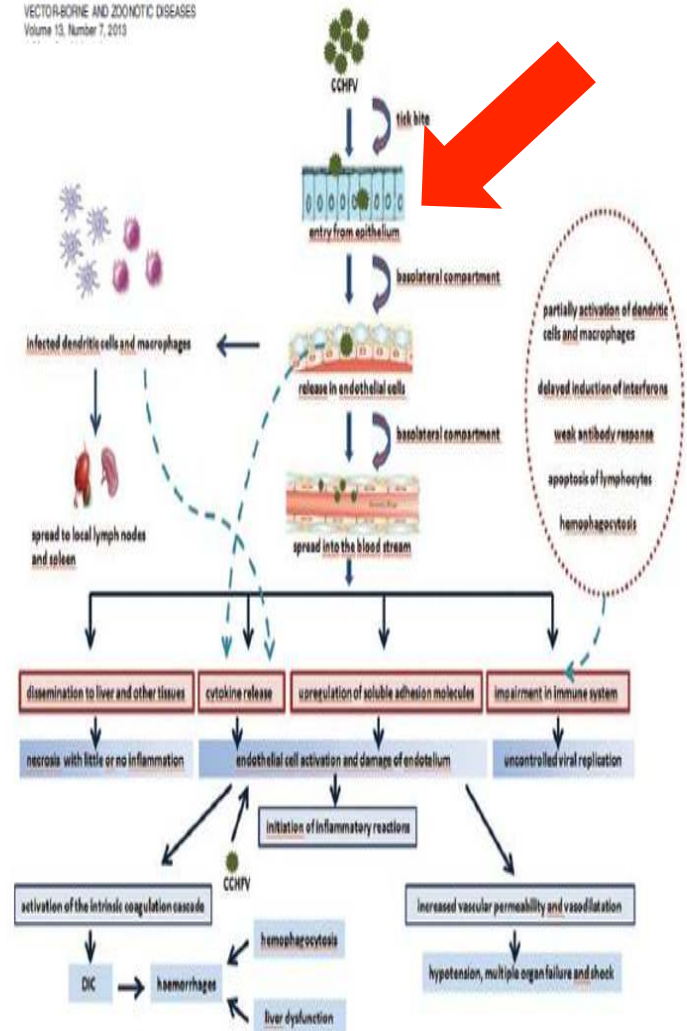 VECTOR-BORNE AND ZOONOTIC DISEASES
Volume 13, Number 7, 2013
CCHFV
tick bite
entry from epithelium
basolateral compartment
infected dendritic cells and macrophages
release in endothelial cells
basolateral compartment
spread to local lymph nodes
and spleen
spread into the blood stream
partially activation of dendritic
cells and macrophages
delayed induction of interferons
weak antibody response
apoptosis of lymphocytes
hemophagocytosis
dissemination to liver and other tissues
cytokine release
upregulation of soluble adhesion molecules
impairment in immune system
necrosis with little or no inflammation
endothelial cell activation and damage of endotelium
uncontrolled viral replication
initiation of inflammatory reactions
CCHFV
activation of the intrinsic coagulation cascade
increased vascular permeability and vasodilatation
hemophagocytosis
DIC
haemorrhages
hypotension, multiple organ failure and shock
liver dysfunction